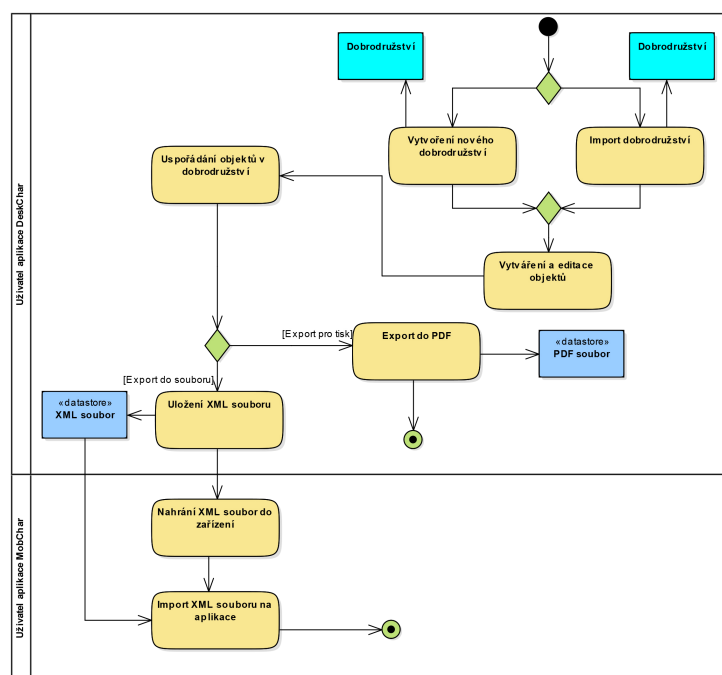 Uživatel aplikace DeskChar
Dobrodružství
Dobrodružství
Vytvoření nového
dobrodružství
Import dobrodružství
Uspořádání objektů v
dobrodružství
Vytváření a editace
objektů
[Export pro tisk]
Export do PDF
«datastore»
PDF soubor
[Export do souboru]
«datastore»
XML soubor
Uložení XML souboru
Uživatel aplikace MobChar
Nahrání XML soubor do
zařízení
Import XML souboru na
aplikace